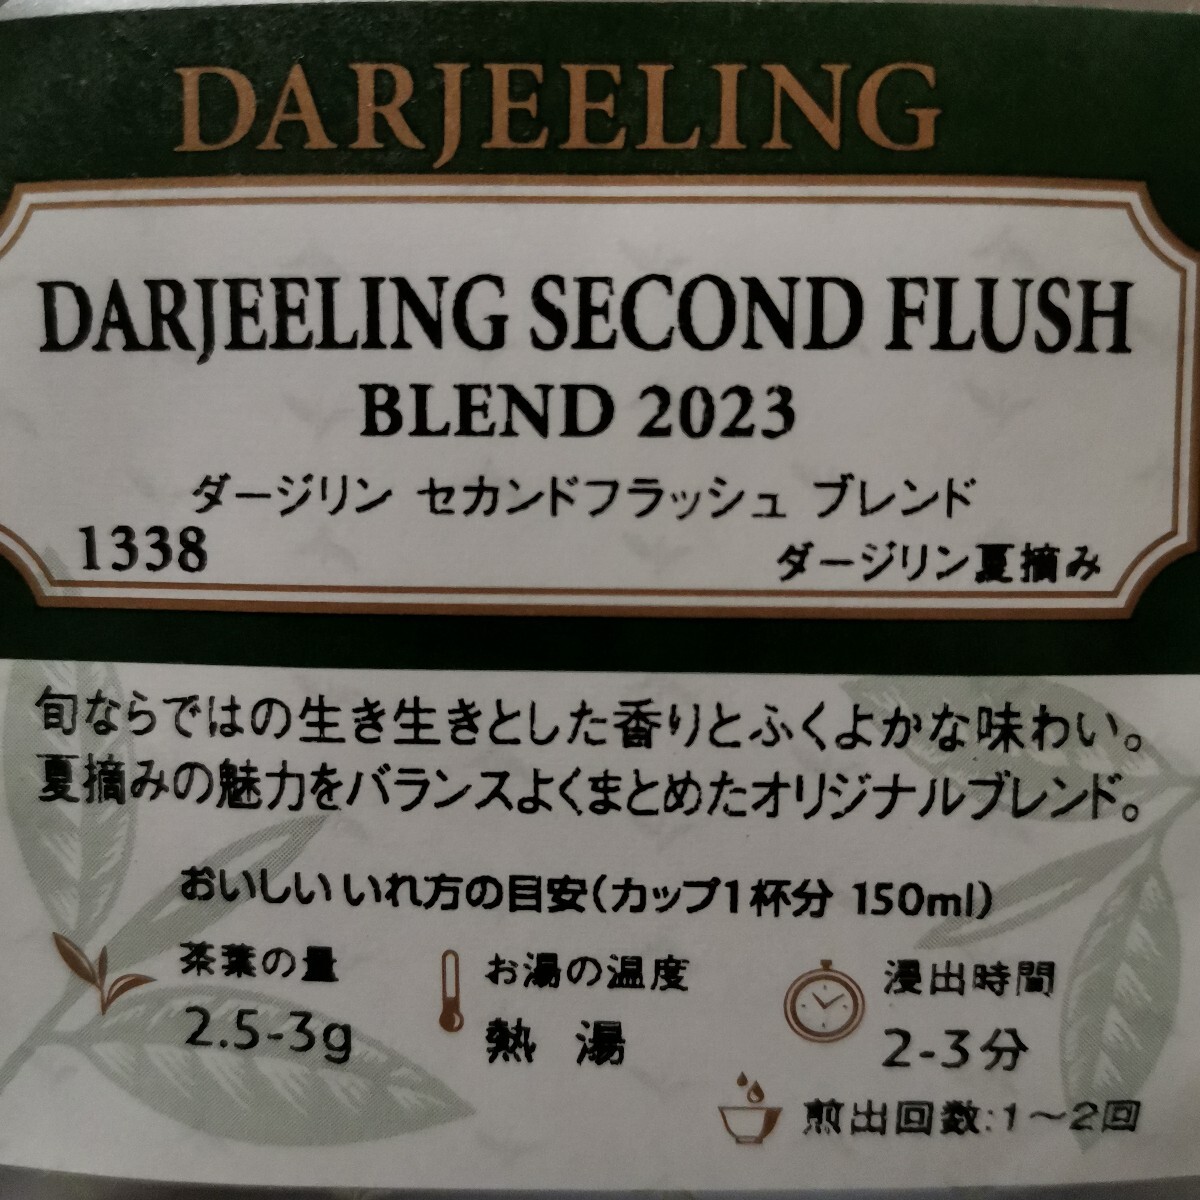 DARJEELING
DARJEELING SECOND FLUSH
BLEND 2023
ダージリン セカンドフラッシュ ブレンド
1338
ダージリン夏摘み
旬ならではの生き生きとした香りとふくよかな味わい。
夏摘みの魅力をバランスよくまとめたオリジナルブレンド。
おいしいいれ方の目安(カップ1杯分 150ml)
茶葉の量
2.5-3g
お湯の温度
熱 湯
浸出時間
2-3分
煎出回数:1～2回